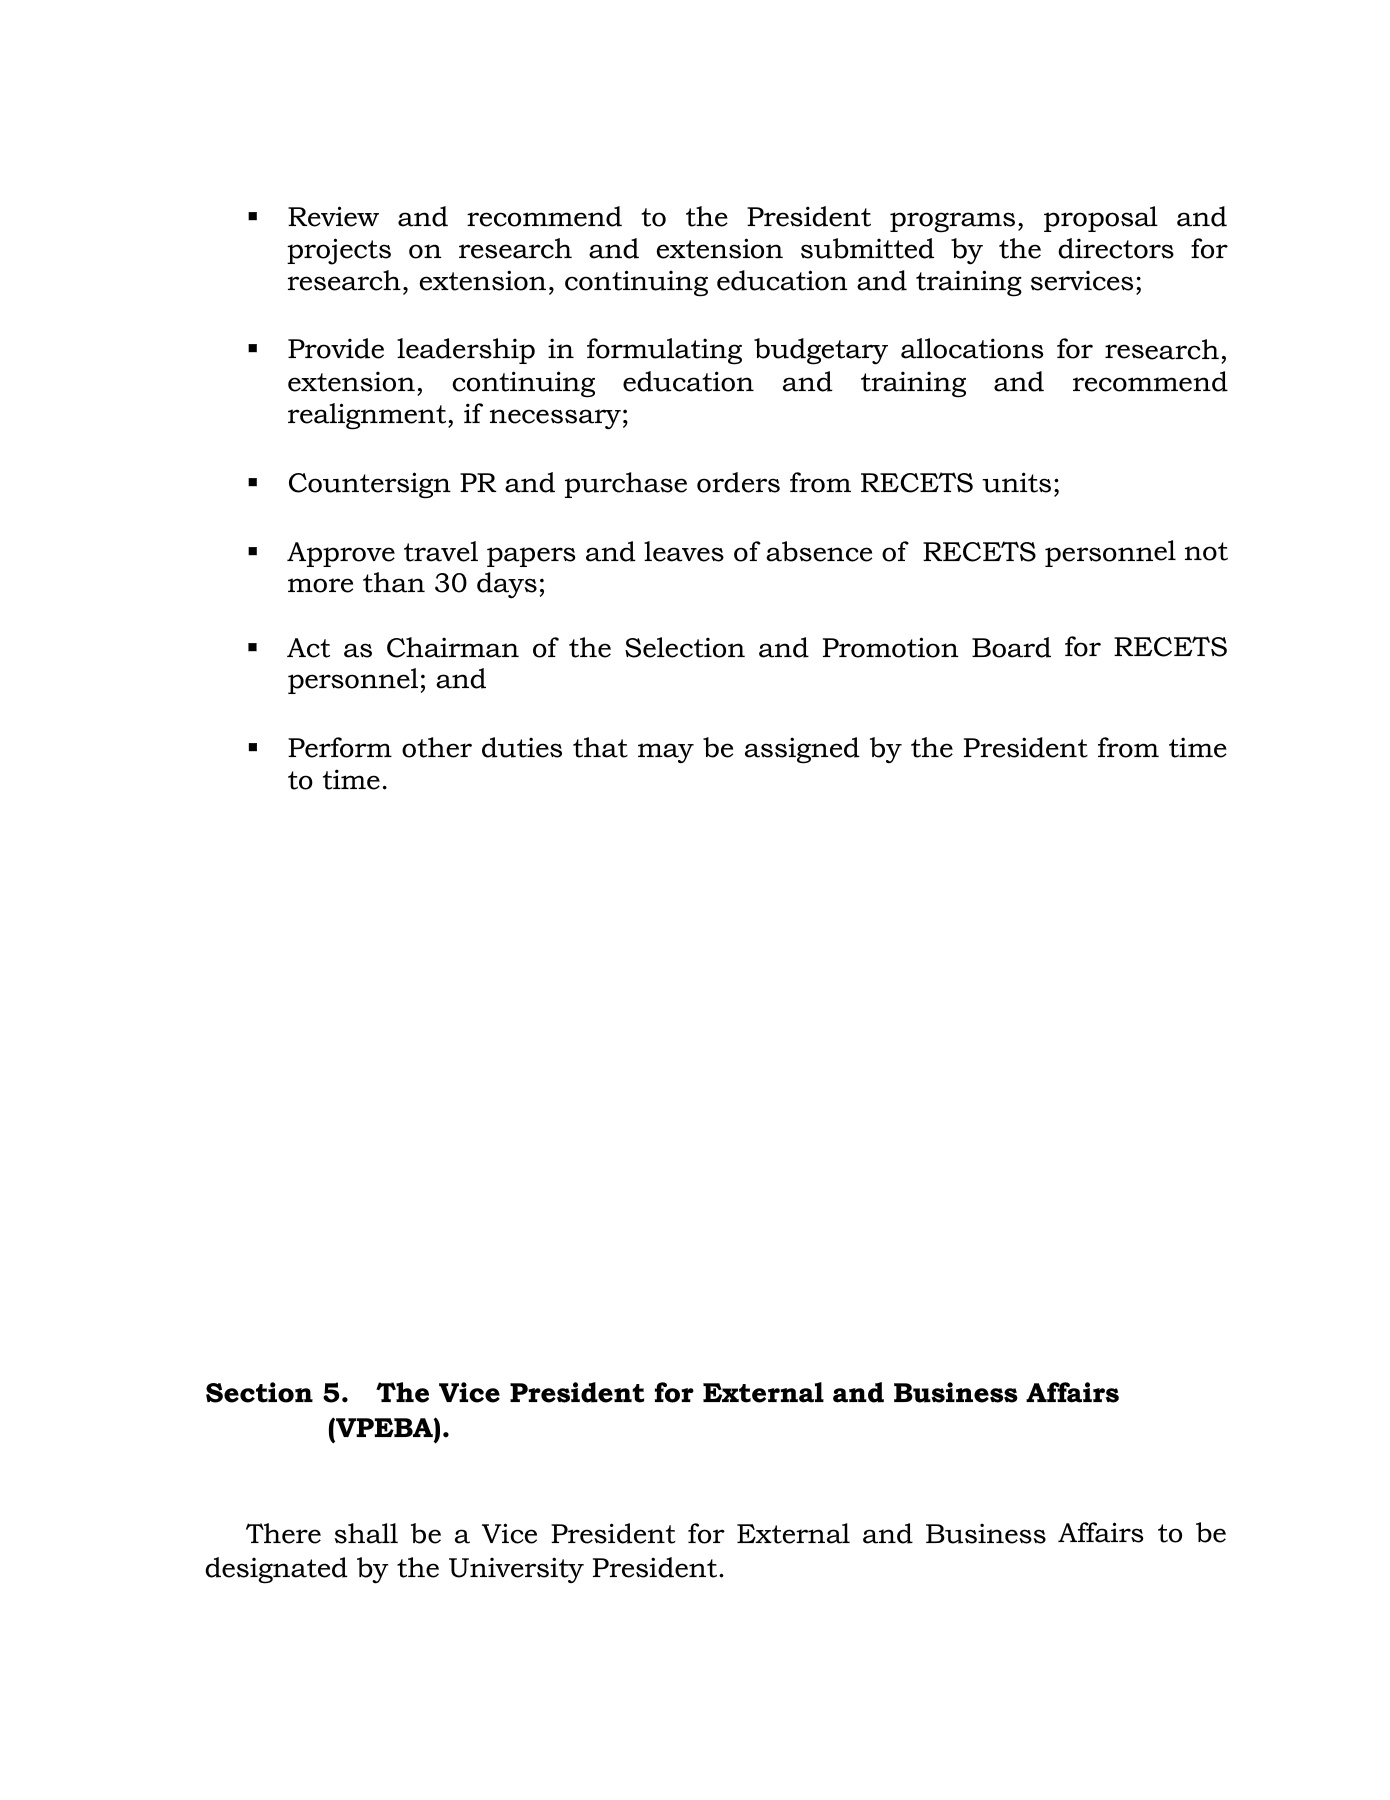 ▪ Review and recommend to the President programs, proposal and
projects on research and extension submitted by the directors for
research, extension, continuing education and training services;
▪ Provide leadership in formulating budgetary allocations for research,
extension, continuing education and training and recommend
realignment, if necessary;
▪ Countersign PR and purchase orders from RECETS units;
▪ Approve travel papers and leaves of absence of RECETS personnel not
more than 30 days;
▪ Act as Chairman of the Selection and Promotion Board for RECETS
personnel; and
▪ Perform other duties that may be assigned by the President from time
to time.
Section 5. The Vice President for External and Business Affairs
(VPEBA).
There shall be a Vice President for External and Business Affairs to be
designated by the University President.